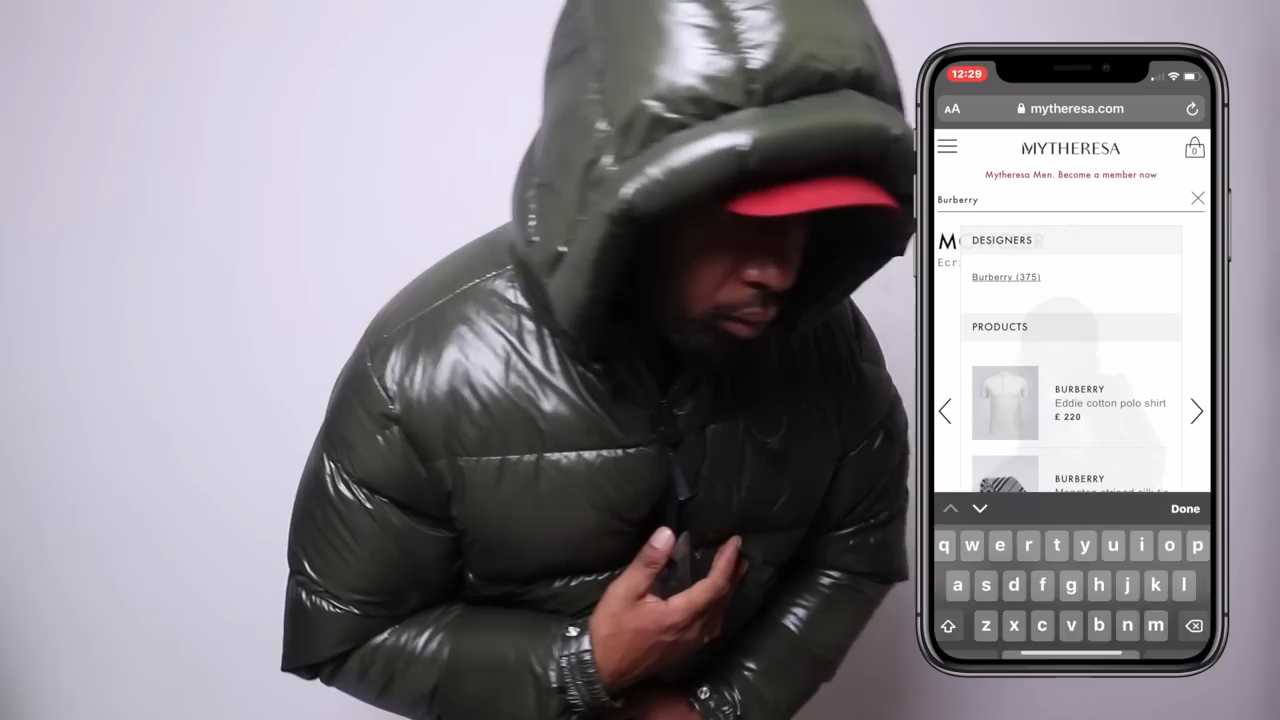 12:29
AA
mytheresa.com
MYTHERESA
0
Mytheresa Men. Become a member now
Burberry
DESIGNERS
Burberry (375)
PRODUCTS
BURBERRY
Eddie cotton polo shirt
£ 220
BURBERRY
Done
q w e r t y u i o p
a s d f g h j k l
z x c v b n m